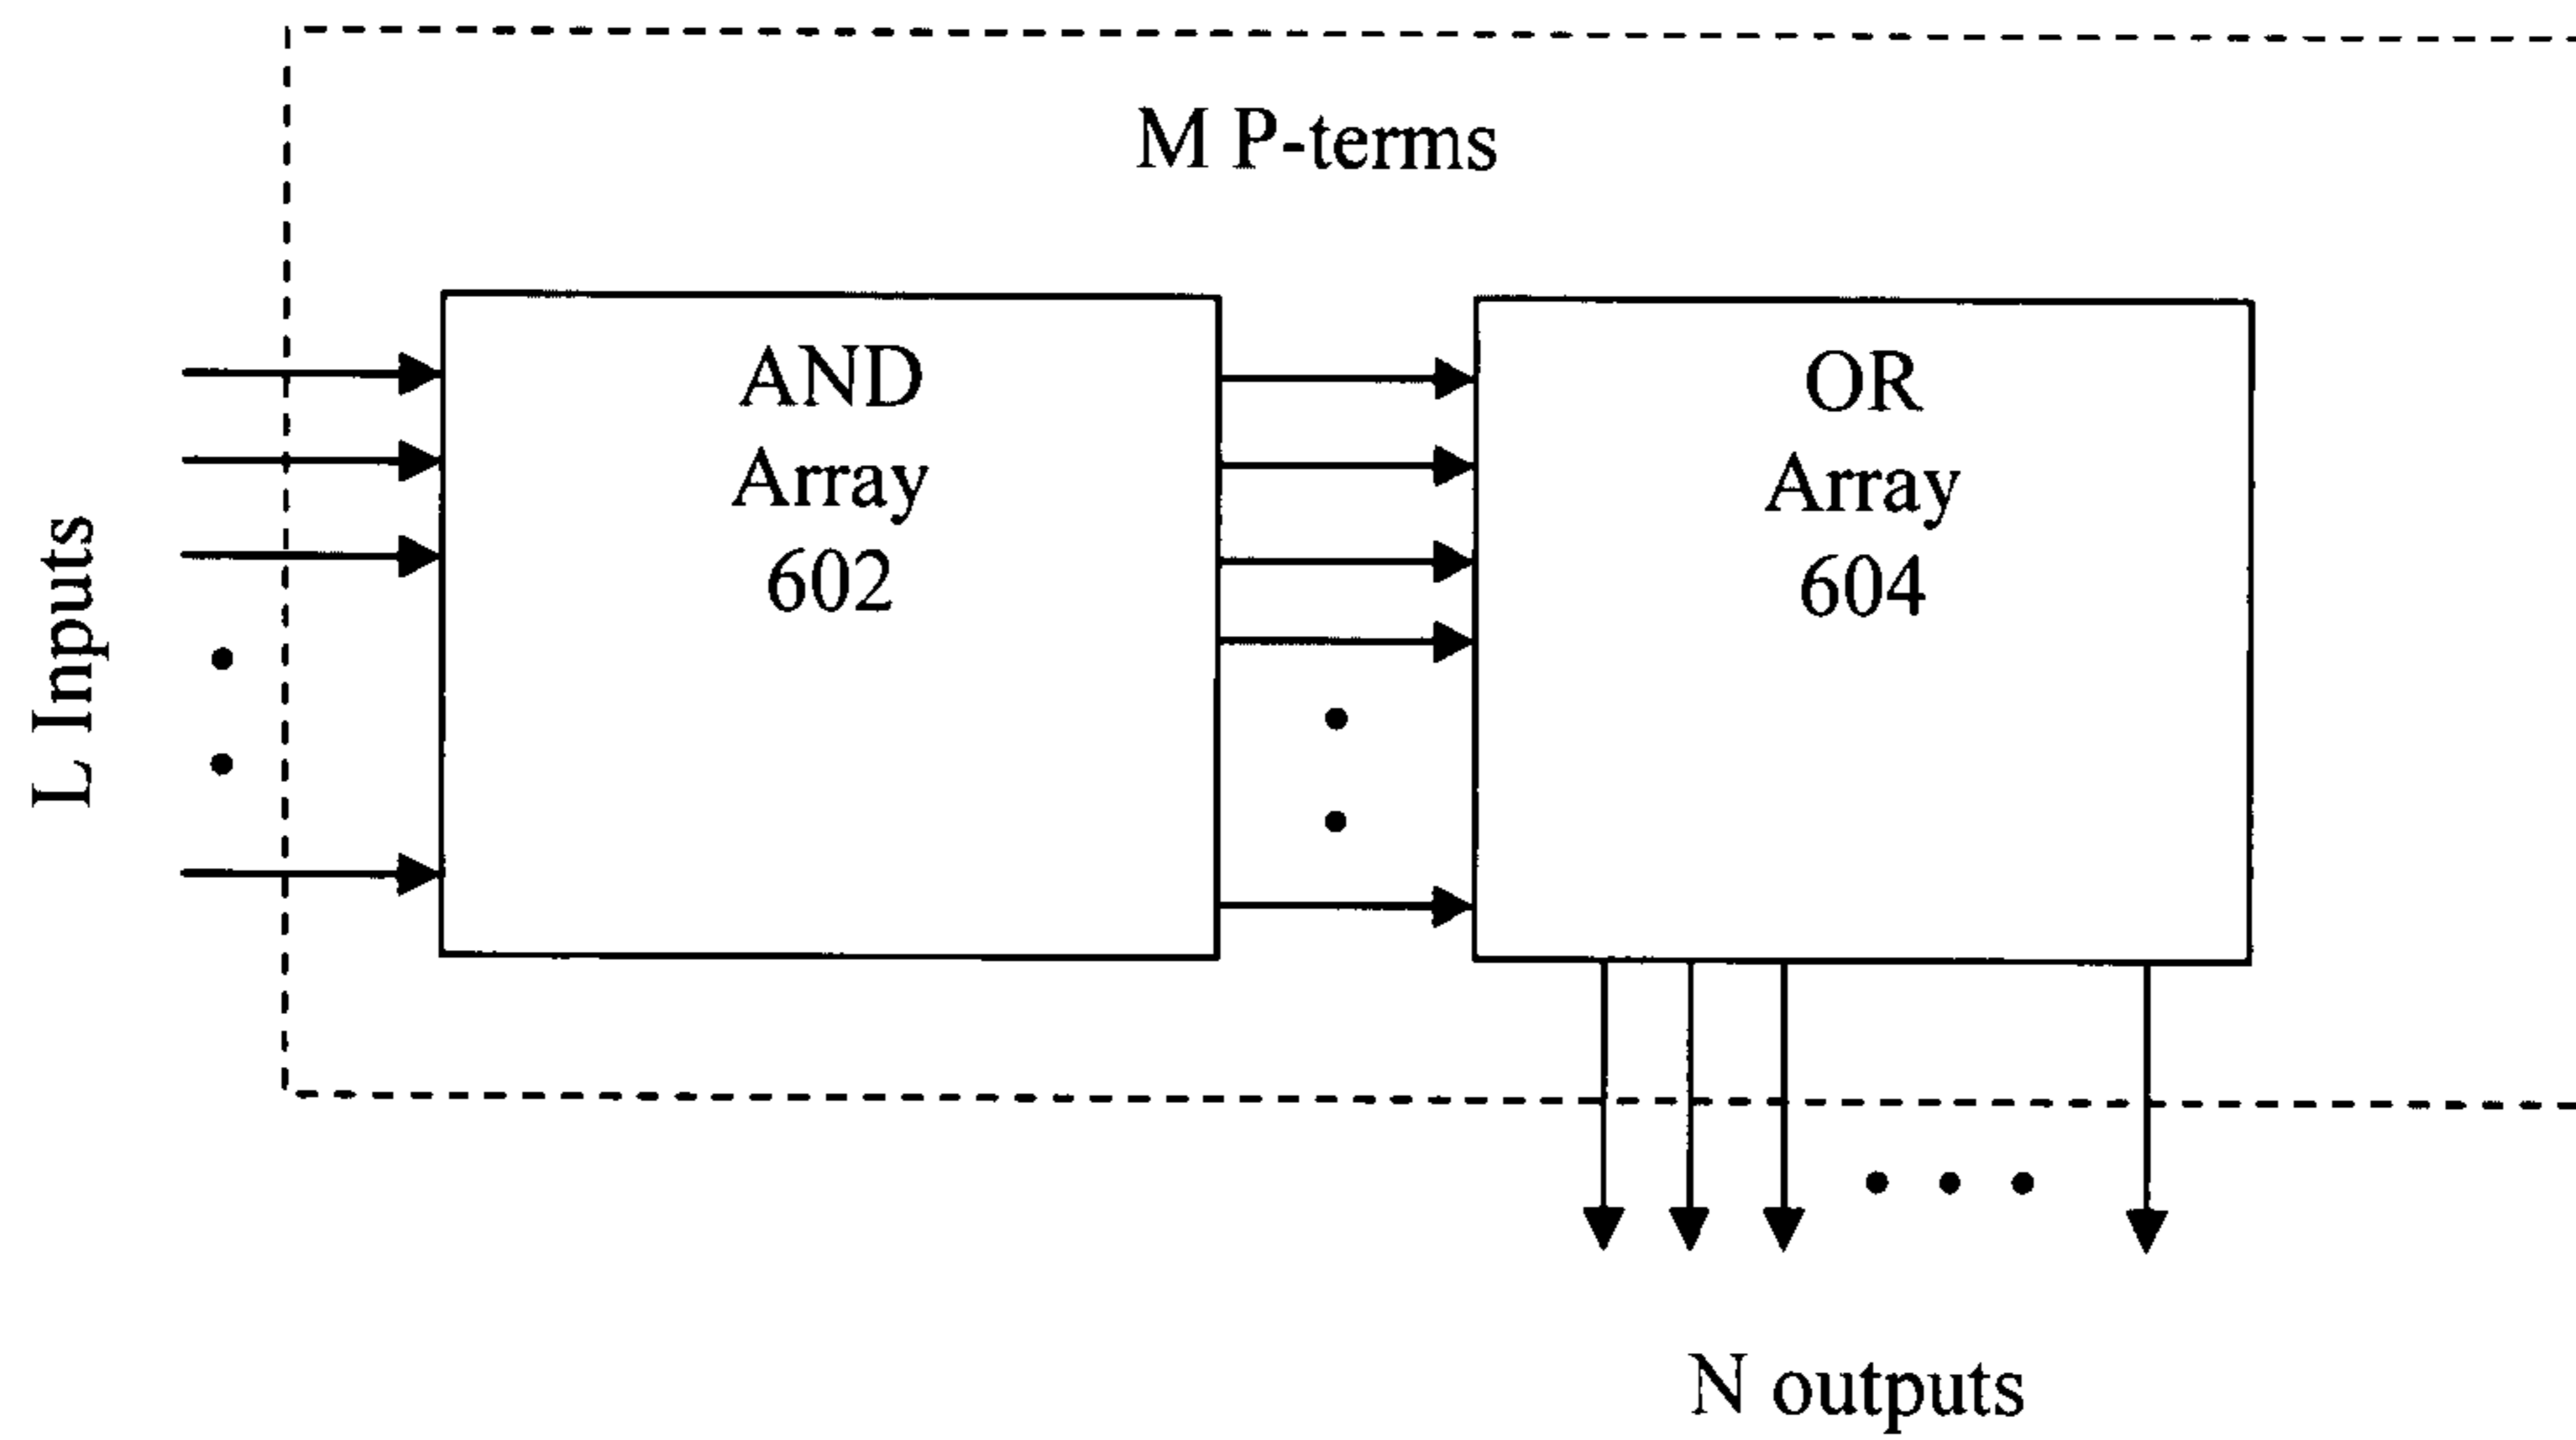 M P-terms
L Inputs
AND
Array
602
OR
Array
604
N outputs